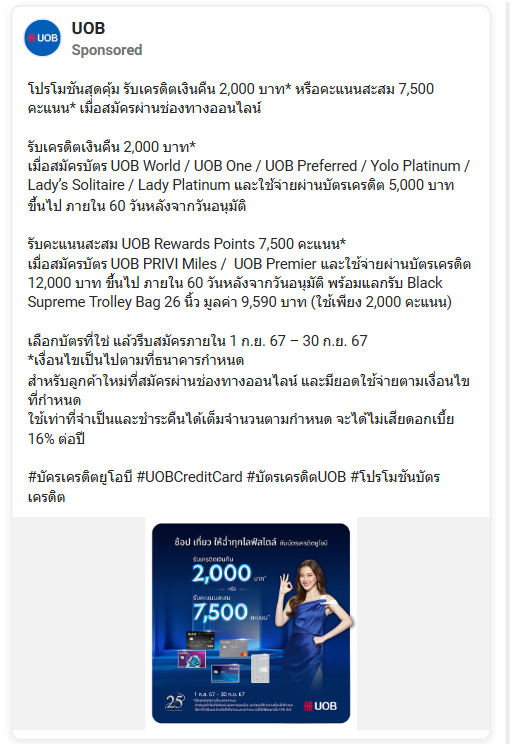 UOB
UOB
Sponsored
โปรโมชันสุดคุ้ม รับเครดิตเงินคืน 2,000 บาท* หรือคะแนนสะสม 7,500
คะแนน* เมื่อสมัครผ่านช่องทางออนไลน์
รับเครดิตเงินคืน 2,000 บาท*
เมื่อสมัครบัตร UOB World / UOB One / UOB Preferred / Yolo Platinum /
Lady’s Solitaire / Lady Platinum และใช้จ่ายผ่านบัตรเครดิต 5,000 บาท
ขึ้นไป ภายใน 60 วันหลังจากวันอนุมัติ
รับคะแนนสะสม UOB Rewards Points 7,500 คะแนน*
เมื่อสมัครบัตร UOB PRIVI Miles / UOB Premier และใช้จ่ายผ่านบัตรเครดิต
12,000 บาท ขึ้นไป ภายใน 60 วันหลังจากวันอนุมัติ พร้อมแลกรับ Black
Supreme Trolley Bag 26 นิ้ว มูลค่า 9,590 บาท (ใช้เพียง 2,000 คะแนน)
เลือกบัตรที่ใช่ แล้วรีบสมัครภายใน 1 ก.ย. 67 – 30 ก.ย. 67
*เงื่อนไขเป็นไปตามที่ธนาคารกำหนด
สำหรับลูกค้าใหม่ที่สมัครผ่านช่องทางออนไลน์ และมียอดใช้จ่ายตามเงื่อนไข
ที่กำหนด
ใช้เท่าที่จำเป็นและชำระคืนได้เต็มจำนวนตามกำหนด จะได้ไม่เสียดอกเบี้ย
16% ต่อปี
#บัครเครดิตยูโอบี #UOBCreditCard #บัตรเครดิตUOB #โปรโมชันบัตร
เครดิต
ช้อป เที่ยว ให้ฉ่ำทุกไลฟ์สไตล์ กับบัตรเครดิตยูโอบี
รับเครดิตเงินคืน
2,000 บาท*
หรือ
รับคะแนนสะสม
7,500 คะแนน*
25
1 ก.ย. 67 - 30 ก.ย. 67
UOB